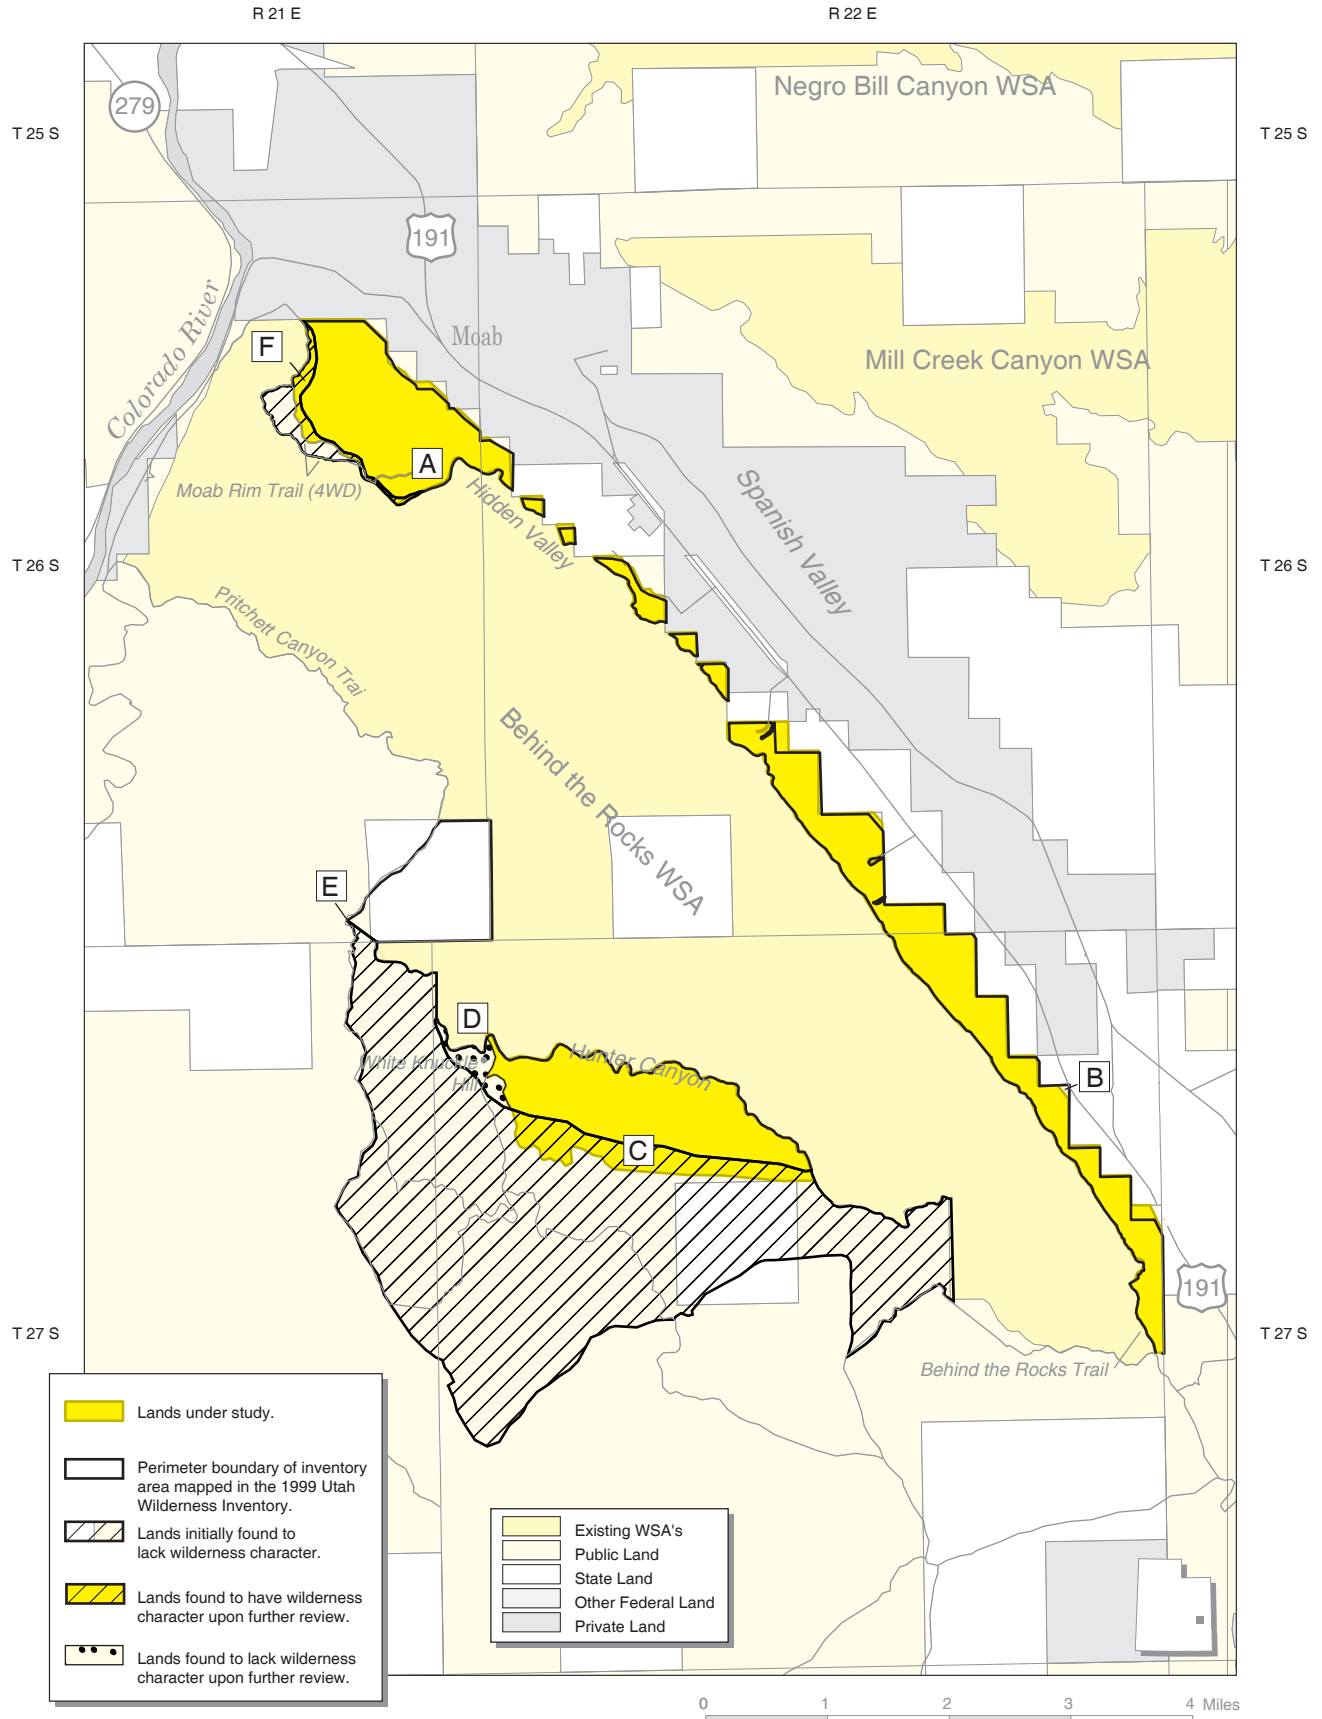 R 21 E
R 22 E
Negro Bill Canyon WSA
279
T 25 S
T 25 S
191
Colorado River
Moab
F
Mill Creek Canyon WSA
A
Moab Rim Trail (4WD)
Hidden Valley
Spanish Valley
T 26 S
T 26 S
Pritchett Canyon Trai
Behind the Rocks WSA
E
D
White Knuckle
Hill
Hunter Canyon
B
C
191
T 27 S
T 27 S
Behind the Rocks Trail
Lands under study.
Perimeter boundary of inventory
area mapped in the 1999 Utah
Wilderness Inventory.
Lands initially found to
lack wilderness character.
Lands found to have wilderness
character upon further review.
Lands found to lack wilderness
character upon further review.
Existing WSA's
Public Land
State Land
Other Federal Land
Private Land
0 1 2 3 4 Miles